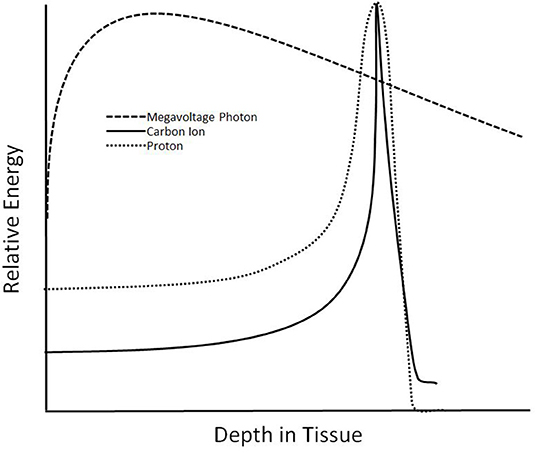 Relative Energy
Megavoltage Photon
Carbon Ion
Proton
Depth in Tissue